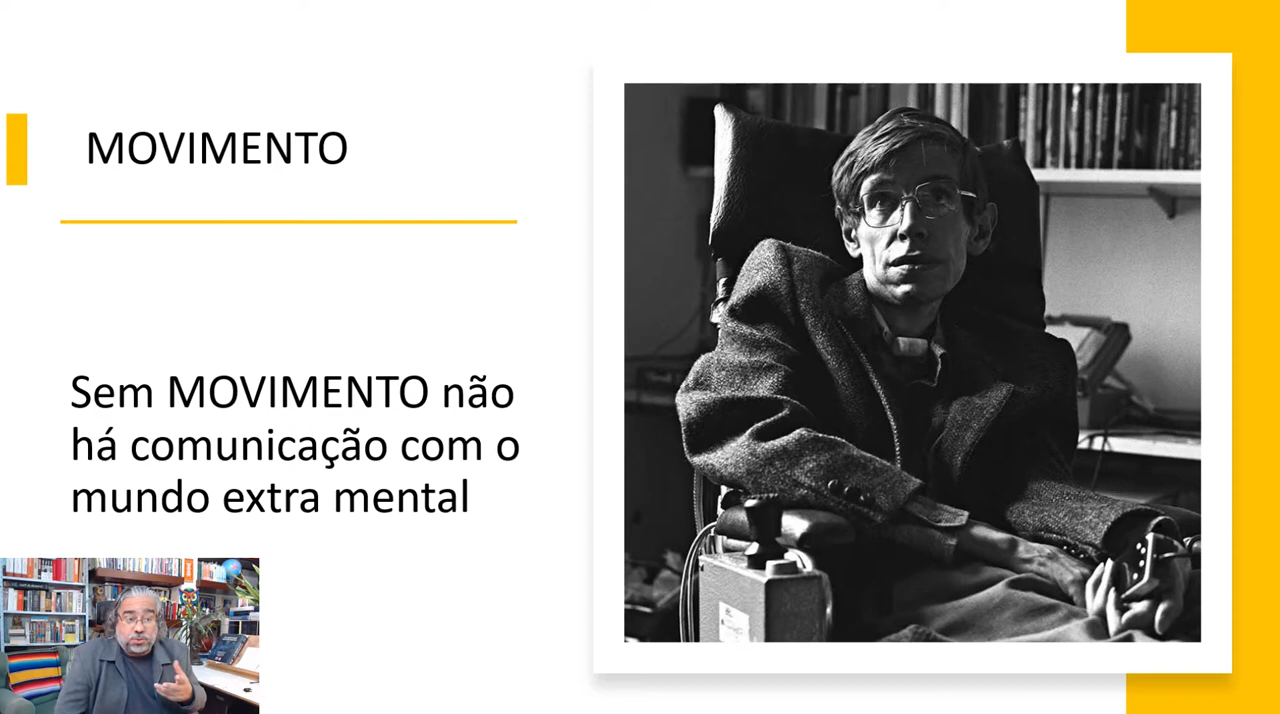 MOVIMENTO
Sem MOVIMENTO não
há comunicação com o
mundo extra mental